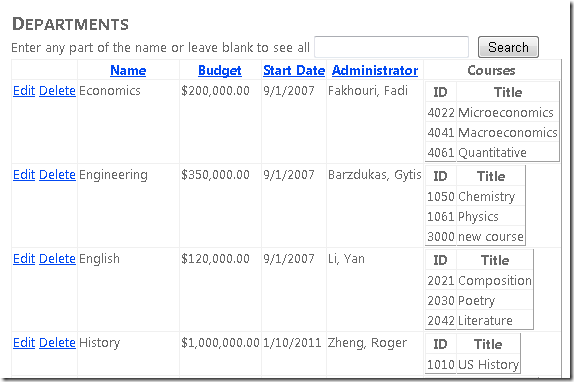 DEPARTMENTS
Enter any part of the name or leave blank to see all Search
Name Budget Start Date Administrator Courses
Edit Delete Economics $200,000.00 9/1/2007 Fakhouri, Fadi ID Title
4022 Microeconomics
4041 Macroeconomics
4061 Quantitative
Edit Delete Engineering $350,000.00 9/1/2007 Barzdukas, Gytis ID Title
1050 Chemistry
1061 Physics
3000 new course
Edit Delete English $120,000.00 9/1/2007 Li, Yan ID Title
2021 Composition
2030 Poetry
2042 Literature
Edit Delete History $1,000,000.00 1/10/2011 Zheng, Roger ID Title
1010 US History